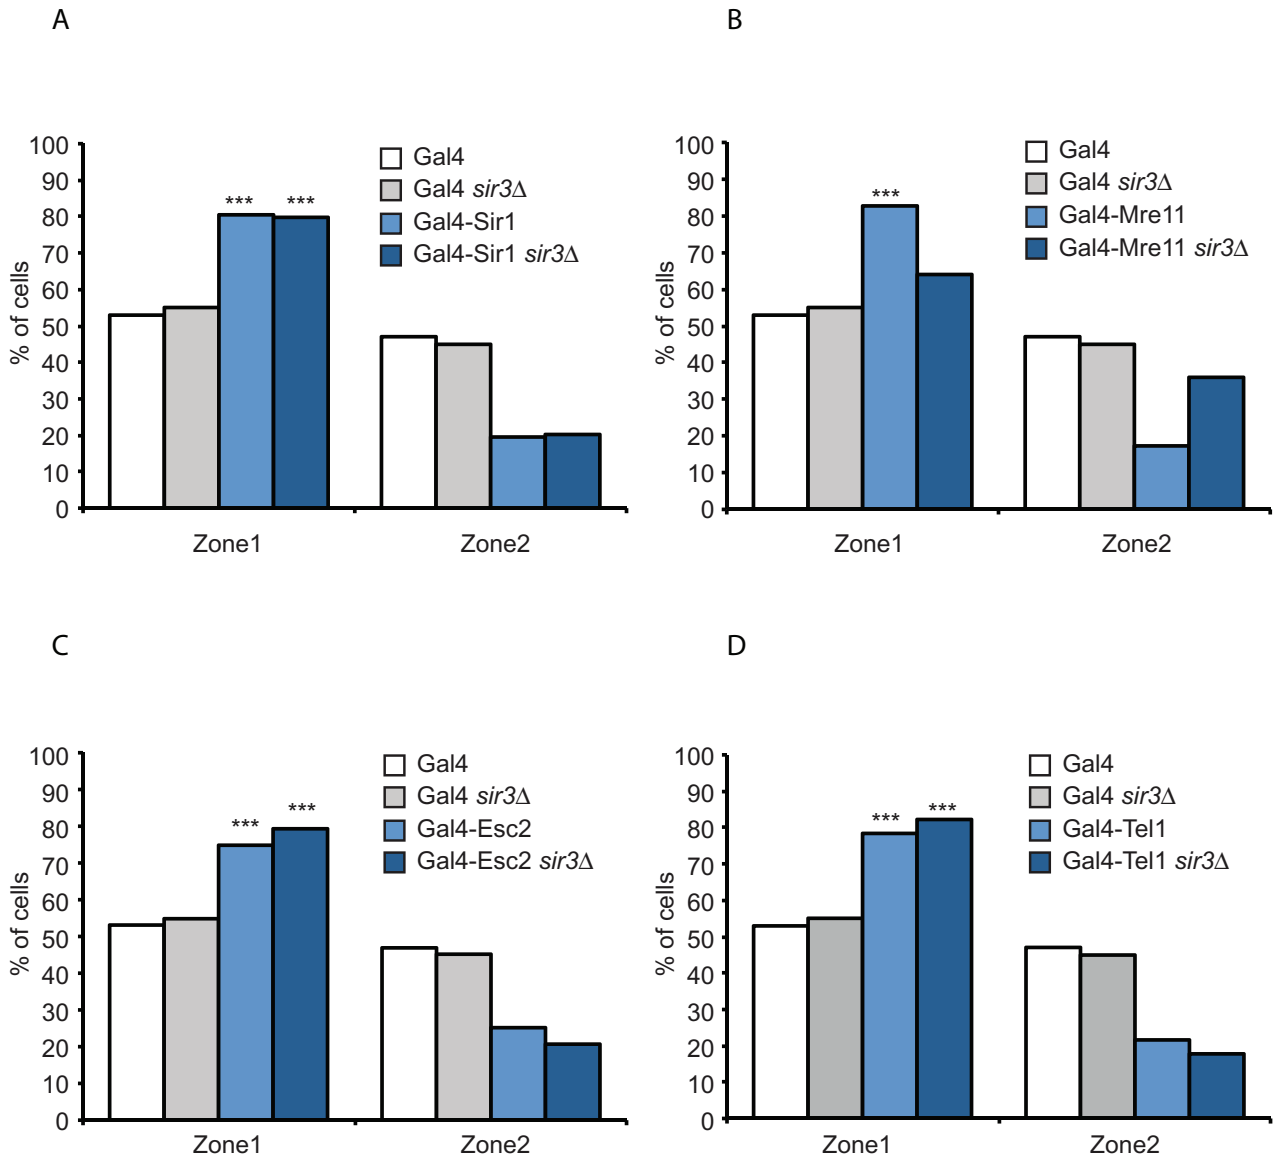 A
% of cells
100
90
80
70
60
50
40
30
20
10
0
*** ***
Gal4
Gal4 sir3Δ
Gal4-Sir1
Gal4-Sir1 sir3Δ
Zone1 Zone2
B
% of cells
100
90
80
70
60
50
40
30
20
10
0
***
Gal4
Gal4 sir3Δ
Gal4-Mre11
Gal4-Mre11 sir3Δ
Zone1 Zone2
C
% of cells
100
90
80
70
60
50
40
30
20
10
0
*** ***
Gal4
Gal4 sir3Δ
Gal4-Esc2
Gal4-Esc2 sir3Δ
Zone1 Zone2
D
% of cells
100
90
80
70
60
50
40
30
20
10
0
*** ***
Gal4
Gal4 sir3Δ
Gal4-Tel1
Gal4-Tel1 sir3Δ
Zone1 Zone2